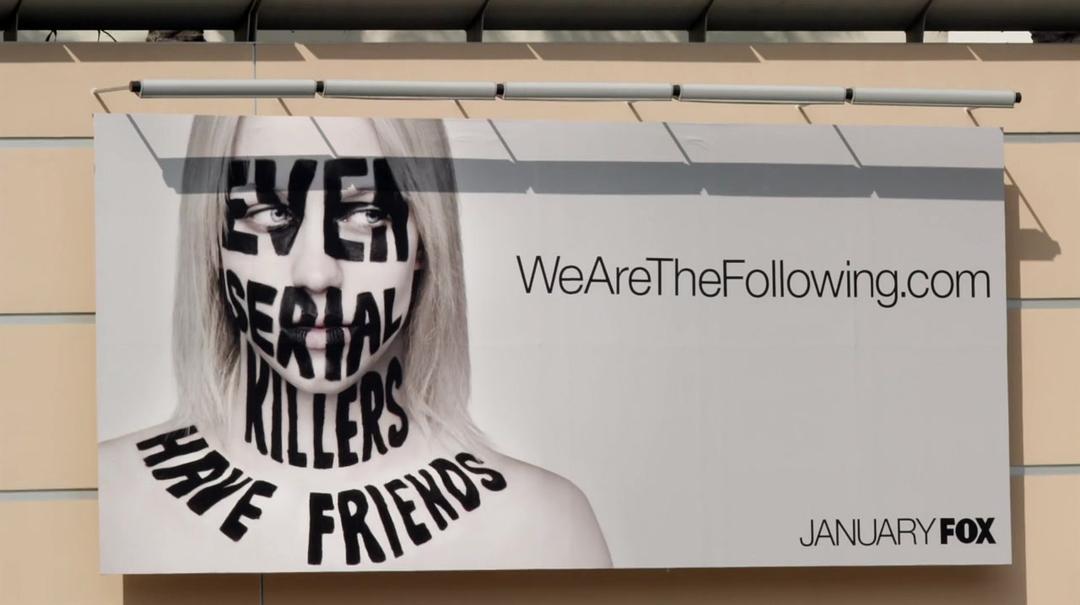 EVEN
SERIAL
KILLERS
HAVE FRIENDS
WeAreTheFollowing.com
JANUARY FOX